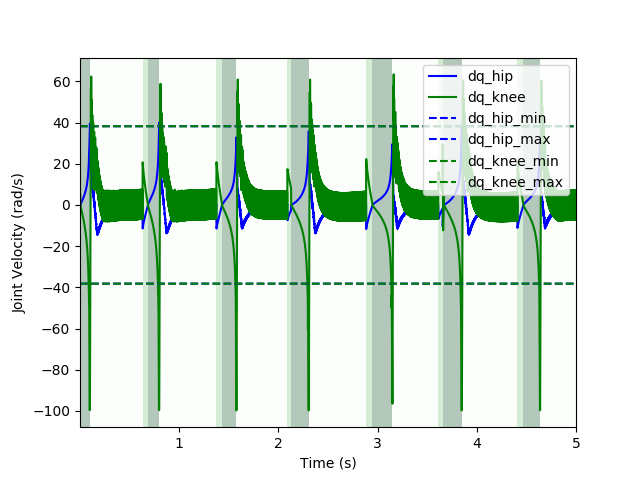 60
40
20
0
−20
−40
−60
−80
−100
Joint Velocity (rad/s)
1
2
3
4
5
Time (s)
dq_hip
dq_knee
dq_hip_min
dq_hip_max
dq_knee_min
dq_knee_max